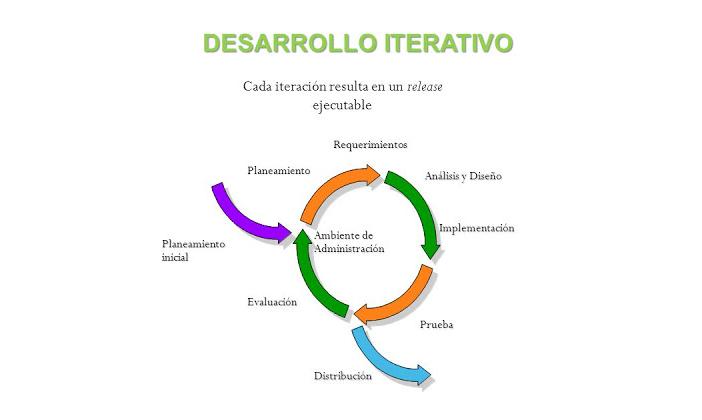 DESARROLLO ITERATIVO
Cada iteración resulta en un release
ejecutable
Requerimientos
Planeamiento
Análisis y Diseño
Implementación
Ambiente de
Administración
Planeamiento
inicial
Evaluación
Prueba
Distribución